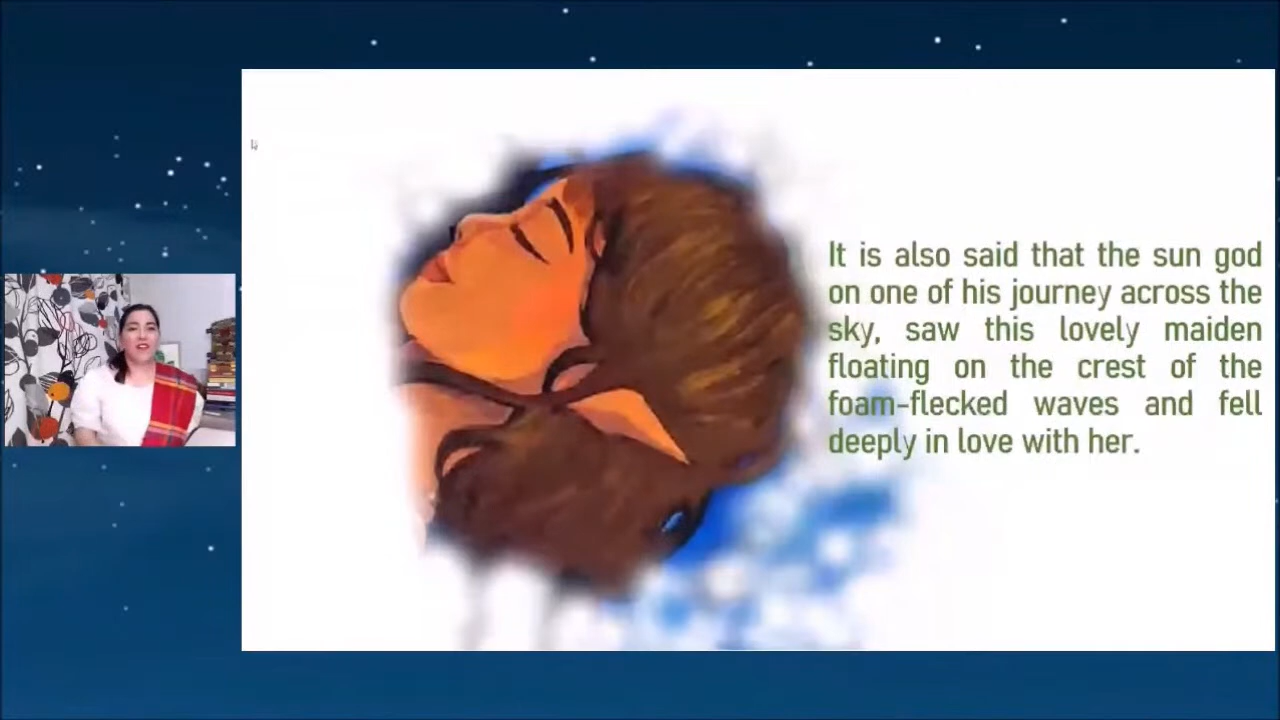 It is also said that the sun god
on one of his journey across the
sky, saw this lovely maiden
floating on the crest of the
foam-flecked waves and fell
deeply in love with her.